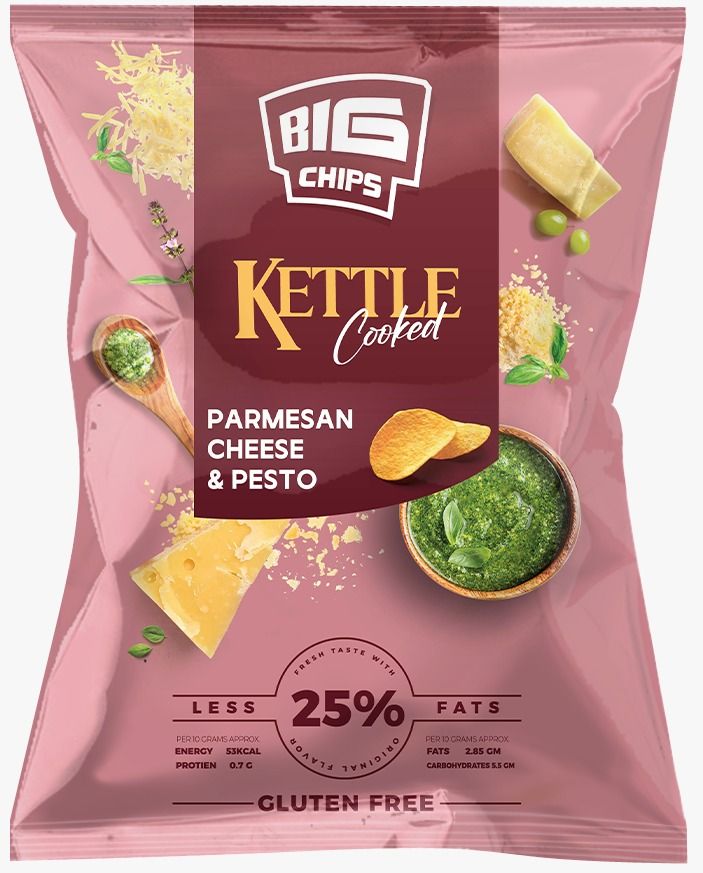 BIG
CHIPS
KETTLE
Cooked
PARMESAN
CHEESE
& PESTO
FRESH TASTE WITH
LESS 25% FATS
ORIGINAL FLAVOR
PER 10 GRAMS APPROX.
ENERGY 53KCAL
PROTIEN 0.7 G
PER 10 GRAMS APPROX.
FATS 2.85 GM
CARBOHYDRATES 5.5 GM
GLUTEN FREE